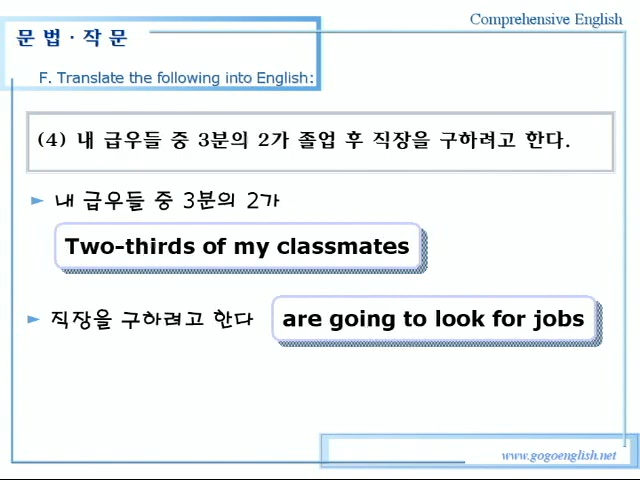 Comprehensive English
문 법 · 작 문
F. Translate the following into English:
(4) 내 급우들 중 3분의 2가 졸업 후 직장을 구하려고 한다.
► 내 급우들 중 3분의 2가
Two-thirds of my classmates
► 직장을 구하려고 한다
are going to look for jobs
www.gogoenglish.net